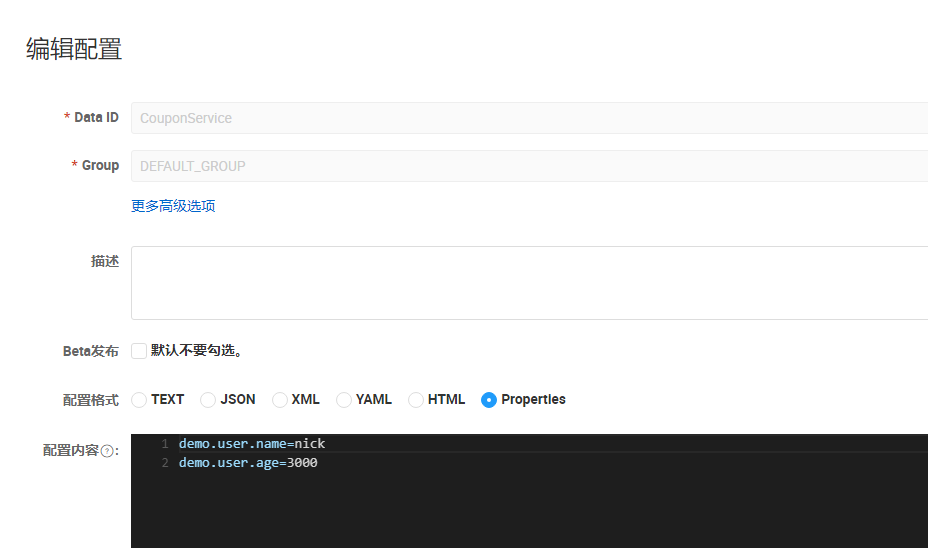 编辑配置
* Data ID CouponService
* Group DEFAULT_GROUP
更多高级选项
描述
Beta发布 默认不要勾选。
配置格式 TEXT JSON XML YAML HTML Properties
配置内容?: 1 demo.user.name=nick
2 demo.user.age=3000